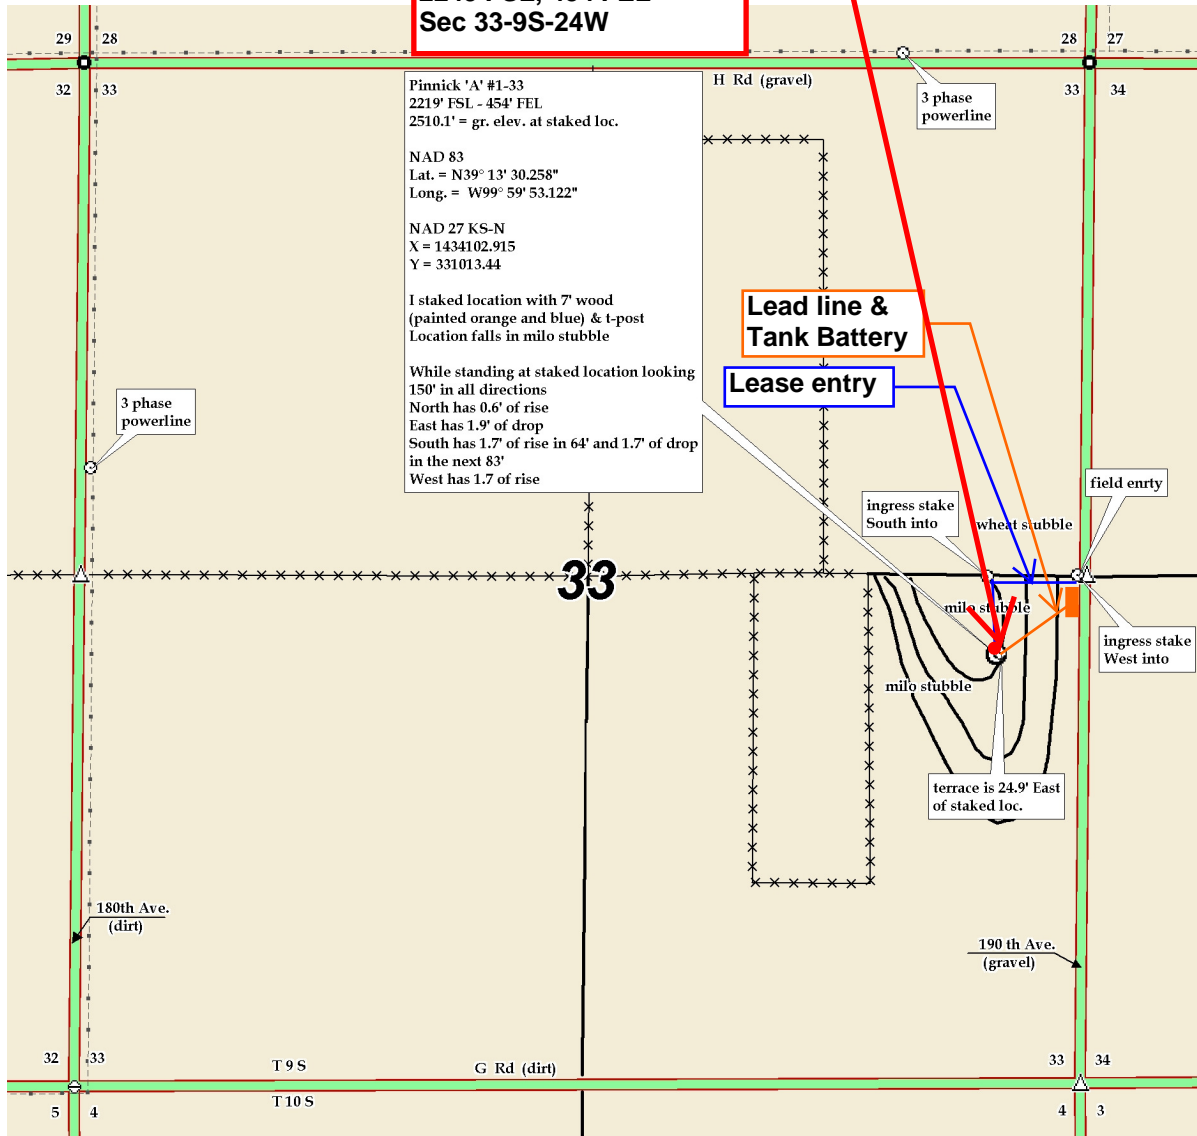 Sec 33-9S-24W
29 28
28 27
32 33
H Rd (gravel)
33 34
3 phase
powerline
Pinnick 'A' #1-33
2219' FSL - 454' FEL
2510.1' = gr. elev. at staked loc.
NAD 83
Lat. = N39° 13' 30.258"
Long. = W99° 59' 53.122"
NAD 27 KS-N
X = 1434102.915
Y = 331013.44
I staked location with 7' wood
(painted orange and blue) & t-post
Location falls in milo stubble
While standing at staked location looking
150' in all directions
North has 0.6' of rise
East has 1.9' of drop
South has 1.7' of rise in 64' and 1.7' of drop
in the next 83'
West has 1.7 of rise
Lead line &
Tank Battery
Lease entry
3 phase
powerline
field enrty
ingress stake
South into
wheat stubble
33
milo stubble
ingress stake
West into
milo stubble
terrace is 24.9' East
of staked loc.
180th Ave.
(dirt)
190 th Ave.
(gravel)
32 33
T 9 S
G Rd (dirt)
33 34
T 10 S
5 4
4 3